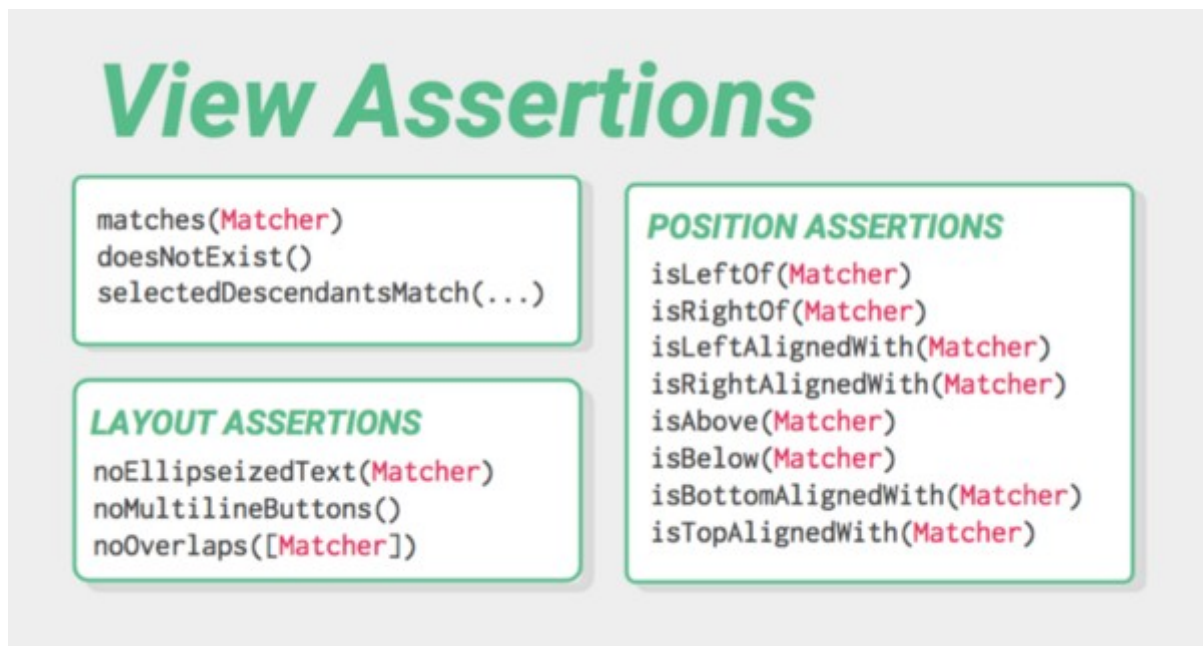 View Assertions
matches(Matcher)
doesNotExist()
selectedDescendantsMatch(...)
LAYOUT ASSERTIONS
noEllipseizedText(Matcher)
noMultilineButtons()
noOverlaps([Matcher])
POSITION ASSERTIONS
isLeftOf(Matcher)
isRightOf(Matcher)
isLeftAlignedWith(Matcher)
isRightAlignedWith(Matcher)
isAbove(Matcher)
isBelow(Matcher)
isBottomAlignedWith(Matcher)
isTopAlignedWith(Matcher)